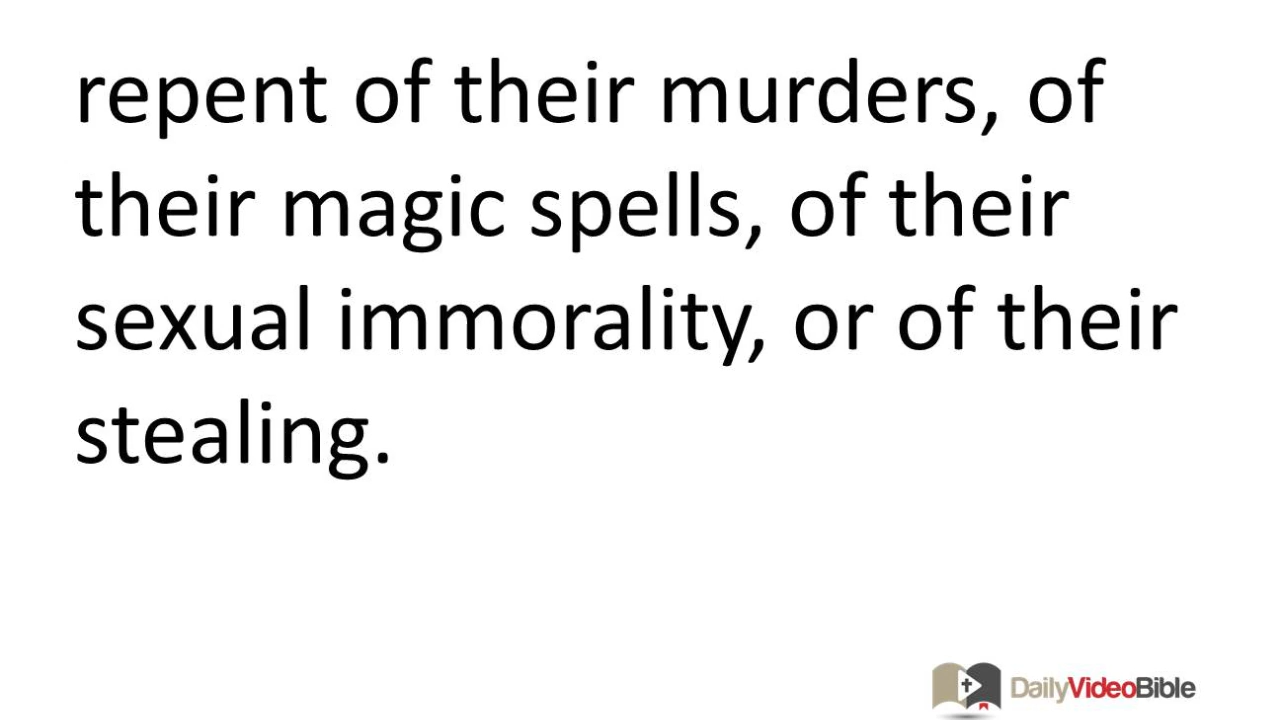 repent of their murders, of
their magic spells, of their
sexual immorality, or of their
stealing.
DailyVideoBible